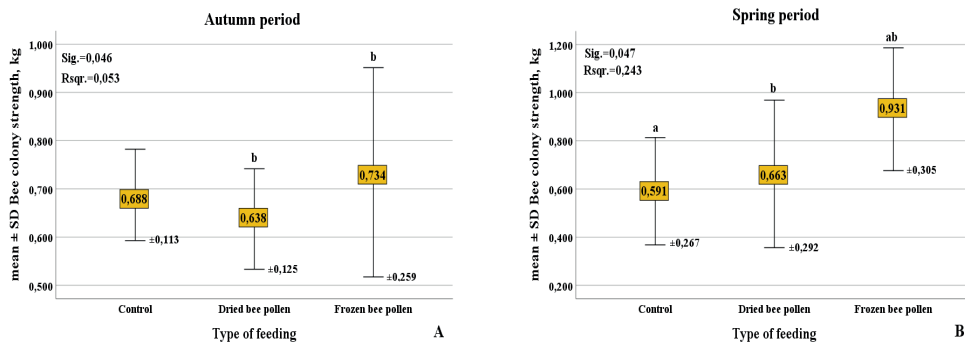 Autumn period
mean ± SD Bee colony strength, kg
1,000
0,900
0,800
0,700
0,600
0,500
Sig.=0,046
Rsqr.=0,053
0,688
±0,113
b
0,638
±0,125
b
0,734
±0,259
Control
Dried bee pollen
Frozen bee pollen
Type of feeding
A
Spring period
mean ± SD Bee colony strength, kg
1,200
1,000
0,800
0,600
0,400
0,200
Sig.=0,047
Rsqr.=0,243
a
0,591
±0,267
b
0,663
±0,292
ab
0,931
±0,305
Control
Dried bee pollen
Frozen bee pollen
Type of feeding
B